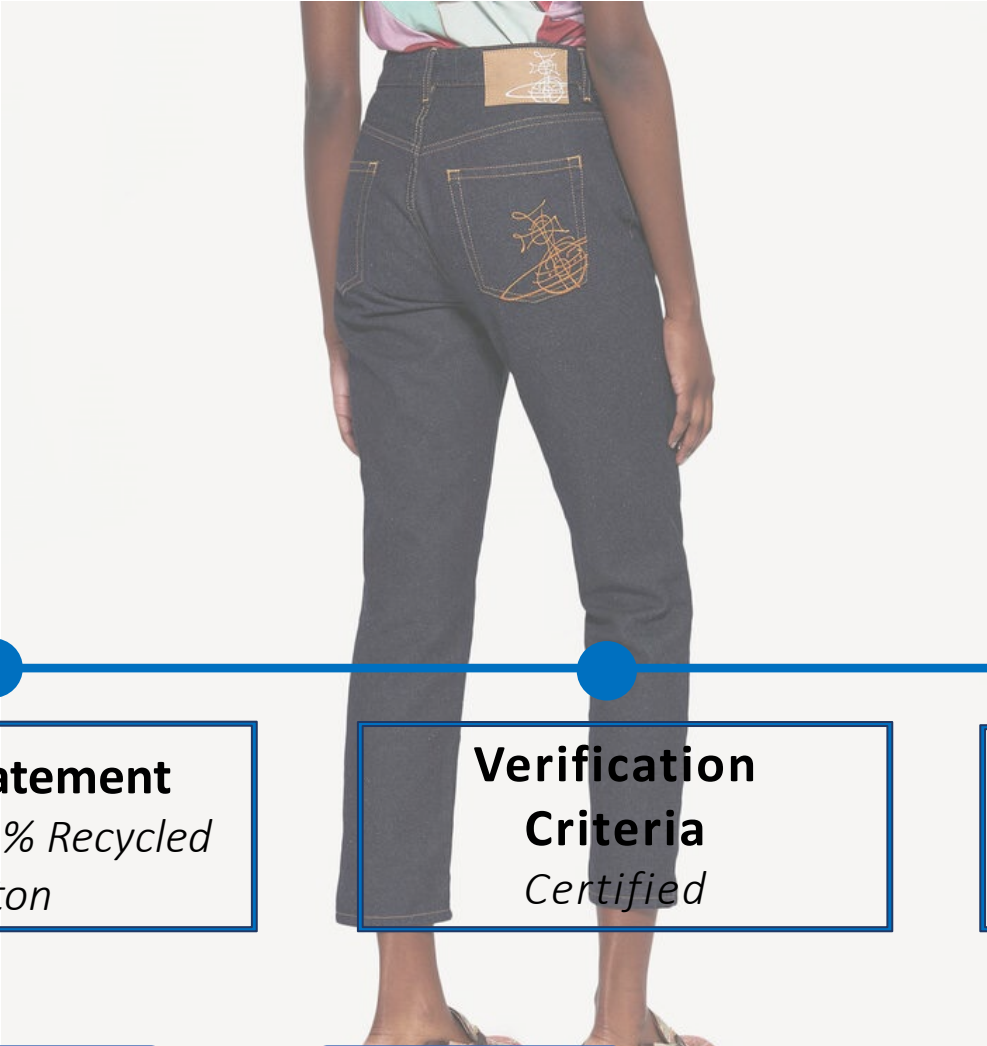 atement
% Recycled
ton
Verification
Criteria
Certified